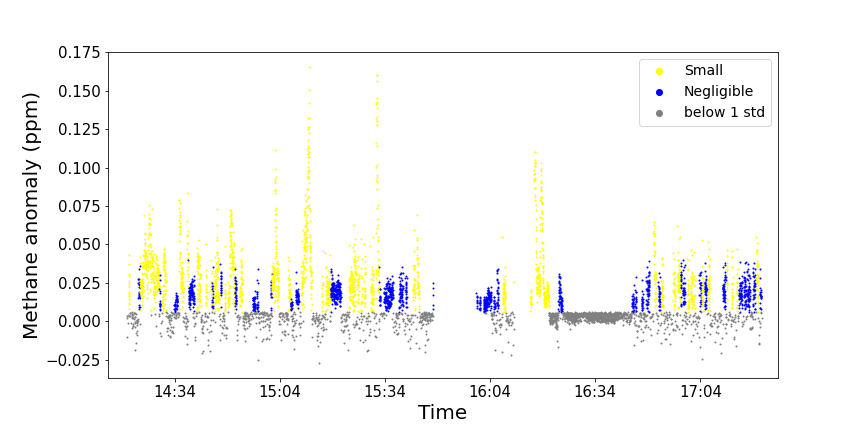 0.175
0.150
0.125
0.100
0.075
0.050
0.025
0.000
−0.025
Methane anomaly (ppm)
Small
Negligible
below 1 std
14:34 15:04 15:34 16:04 16:34 17:04
Time